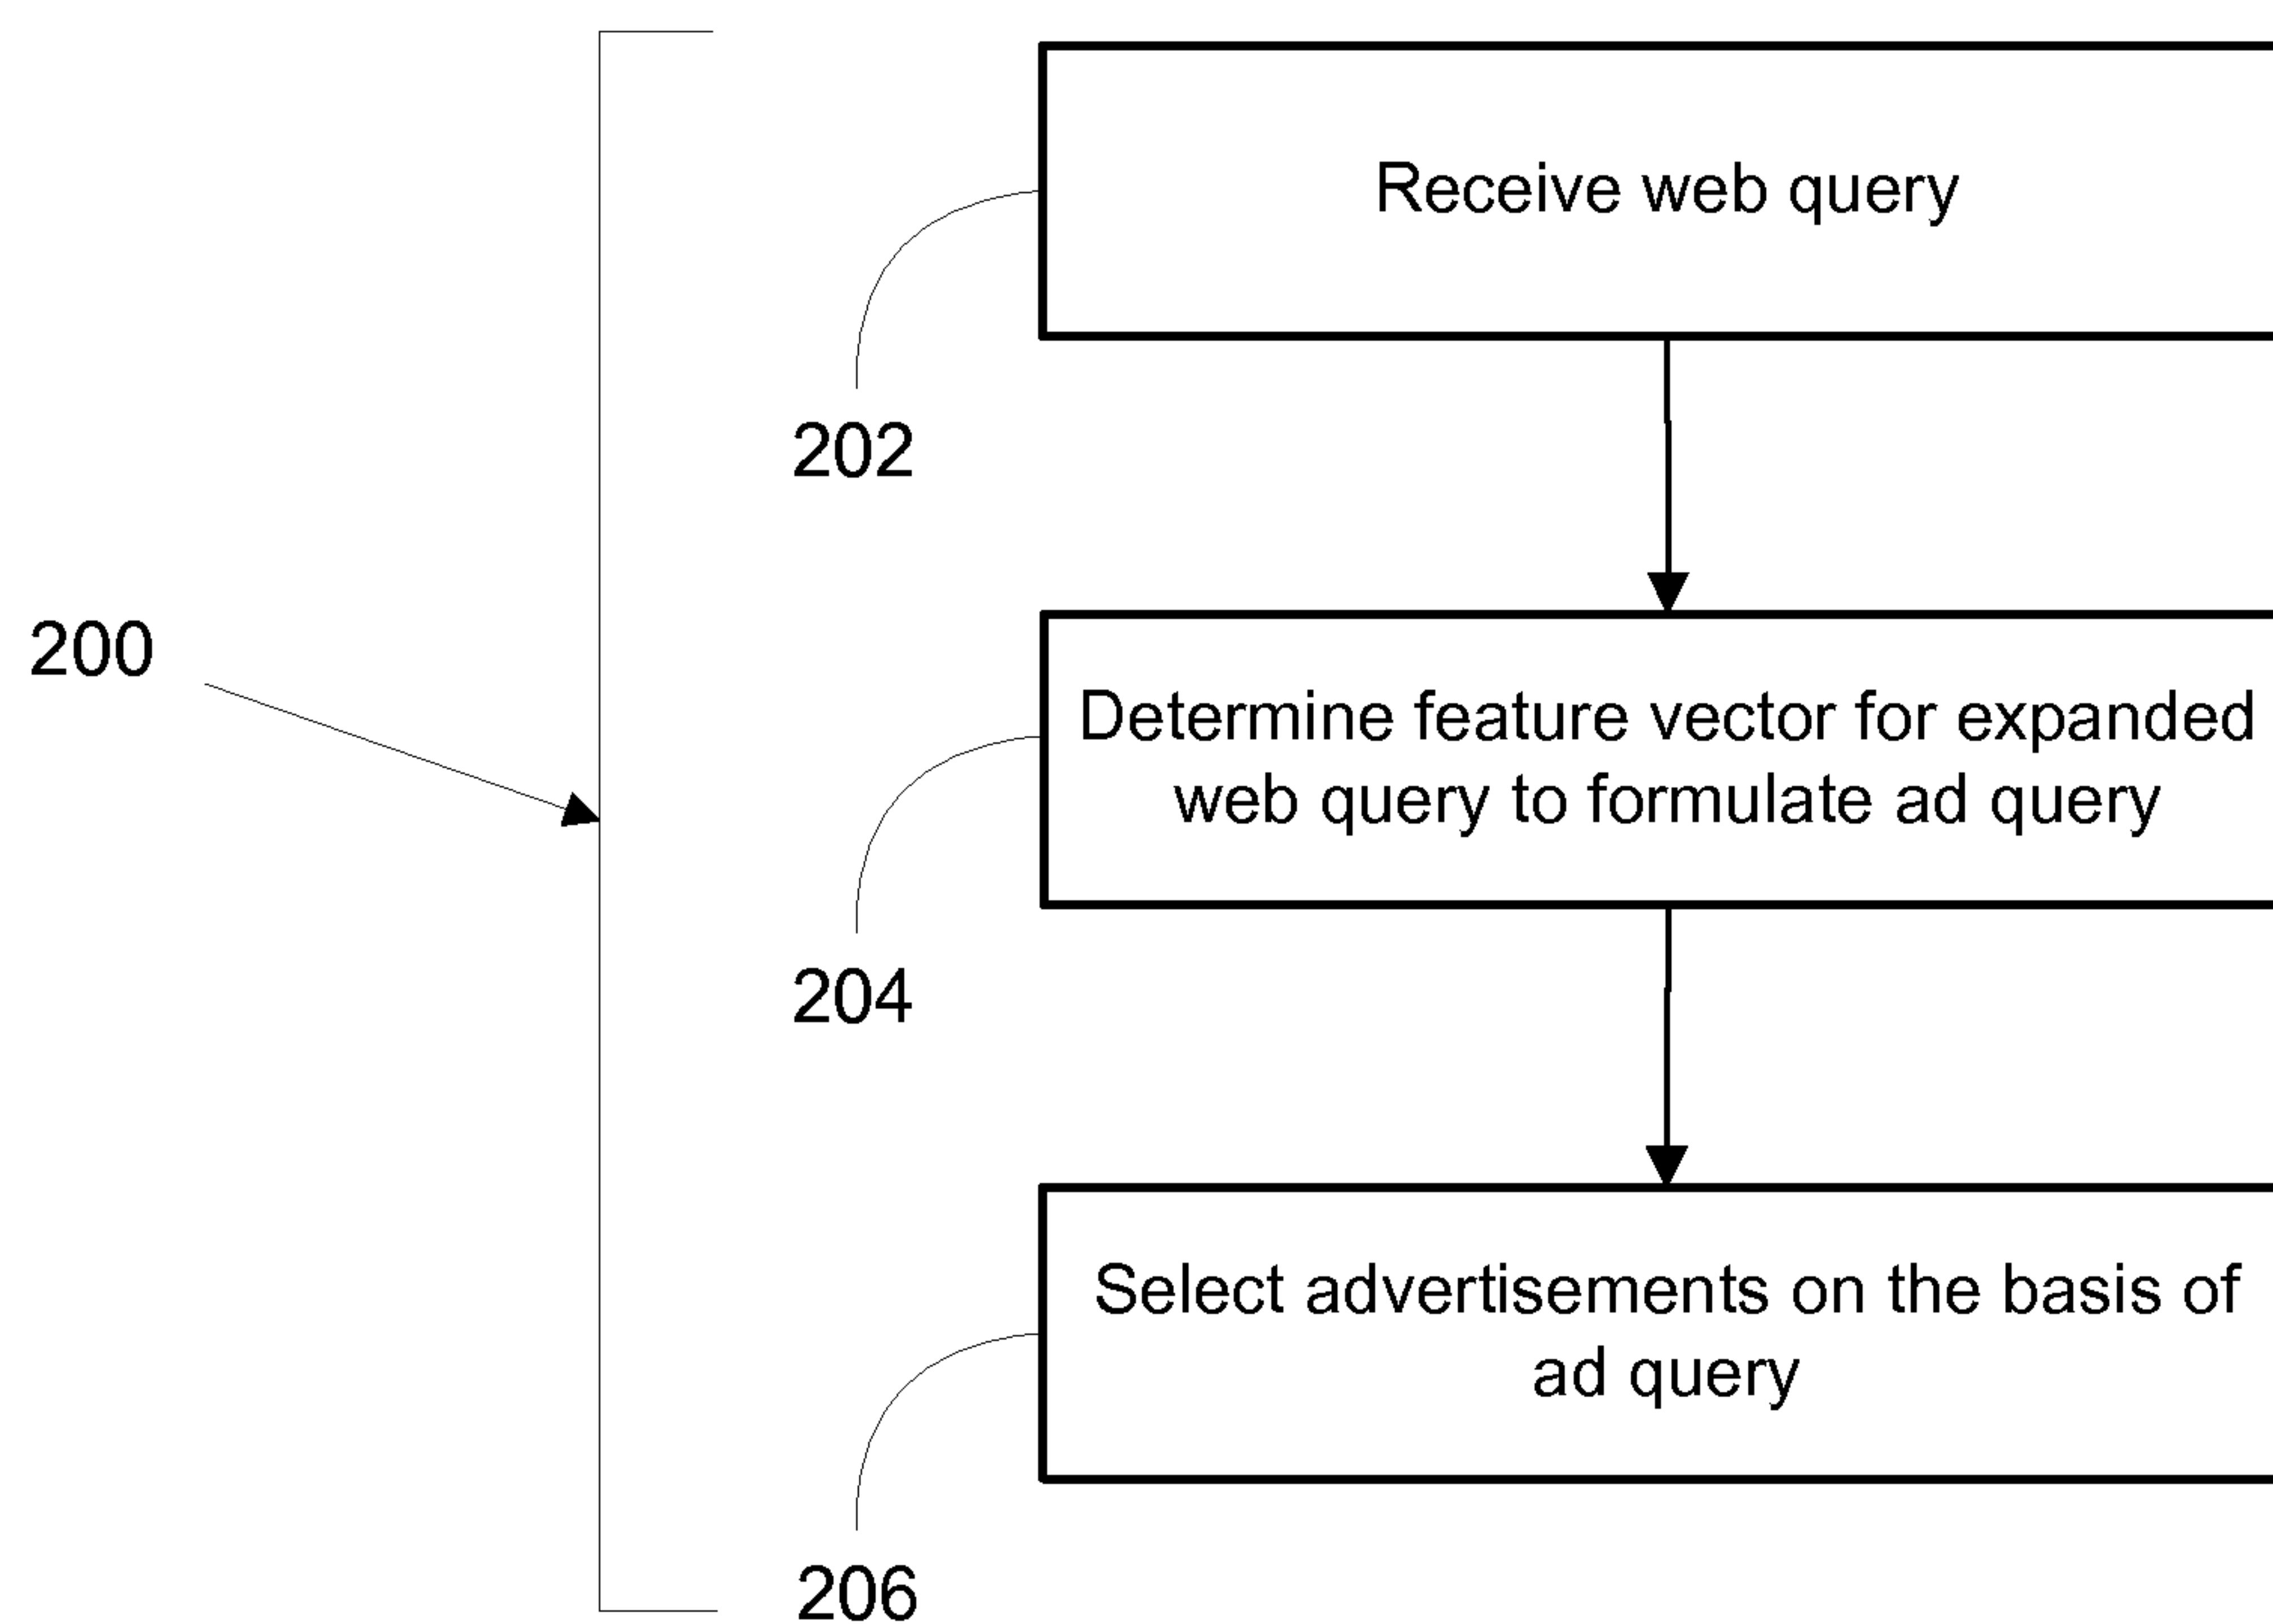 Receive web query
202
200
Determine feature vector for expanded
web query to formulate ad query
204
Select advertisements on the basis of
ad query
206